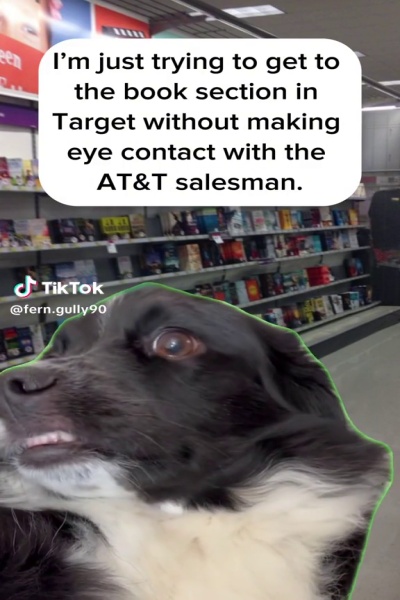 een
I’m just trying to get to
the book section in
Target without making
eye contact with the
AT&T salesman.
TikTok
@fern.gully90